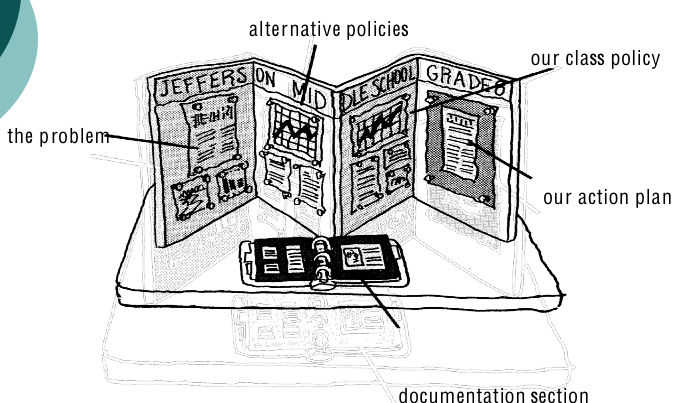 alternative policies
our class policy
JEFFERSON MIDDLE SCHOOL GRADE 8
the problem
our action plan
documentation section